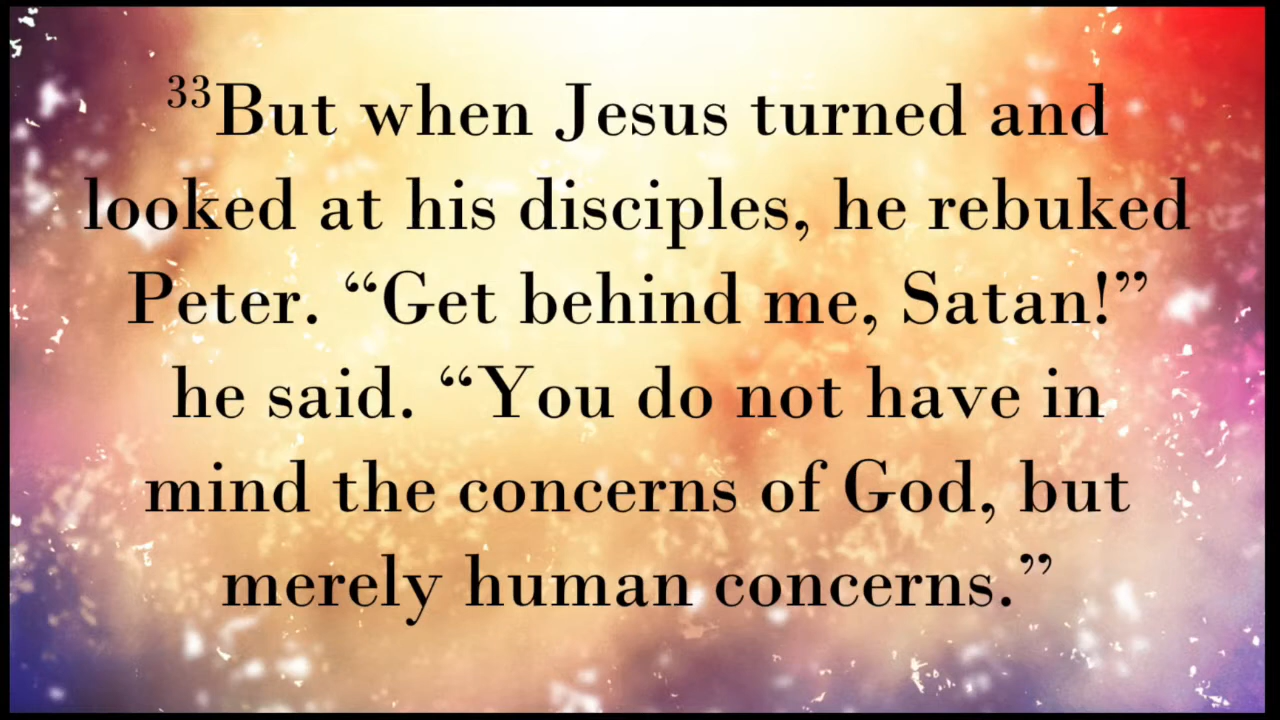 33But when Jesus turned and
looked at his disciples, he rebuked
Peter. “Get behind me, Satan!”
he said. “You do not have in
mind the concerns of God, but
merely human concerns.”